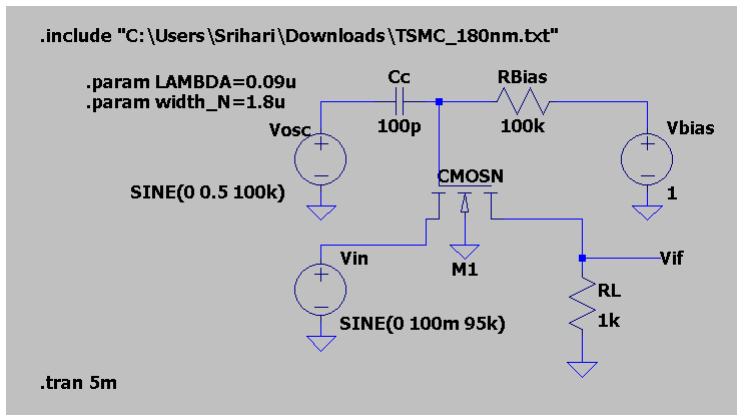 .include "C:\Users\Srihari\Downloads\TSMC_180nm.txt"
.param LAMBDA=0.09u
.param width_N=1.8u
Cc
RBias
100p
100k
Vosc
Vbias
SINE(0 0.5 100k)
CMOSN
1
Vin
M1
Vif
SINE(0 100m 95k)
RL
1k
.tran 5m